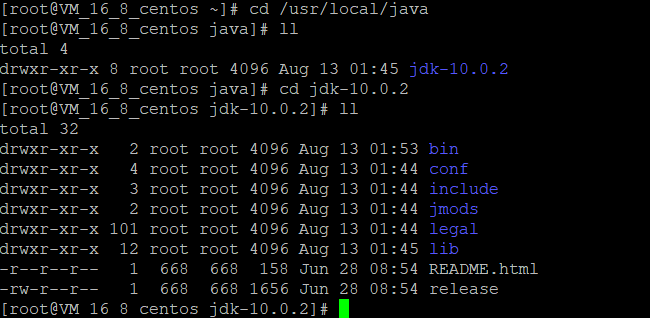 [root@VM_16_8_centos ~]# cd /usr/local/java
[root@VM_16_8_centos java]# ll
total 4
drwxr-xr-x 8 root root 4096 Aug 13 01:45 jdk-10.0.2
[root@VM_16_8_centos java]# cd jdk-10.0.2
[root@VM_16_8_centos jdk-10.0.2]# ll
total 32
drwxr-xr-x   2 root root 4096 Aug 13 01:53 bin
drwxr-xr-x   4 root root 4096 Aug 13 01:44 conf
drwxr-xr-x   3 root root 4096 Aug 13 01:44 include
drwxr-xr-x   2 root root 4096 Aug 13 01:44 jmods
drwxr-xr-x 101 root root 4096 Aug 13 01:44 legal
drwxr-xr-x  12 root root 4096 Aug 13 01:45 lib
-r--r--r--   1  668  668  158 Jun 28 08:54 README.html
-rw-r--r--   1  668  668 1656 Jun 28 08:54 release
[root@VM_16_8_centos jdk-10.0.2]#